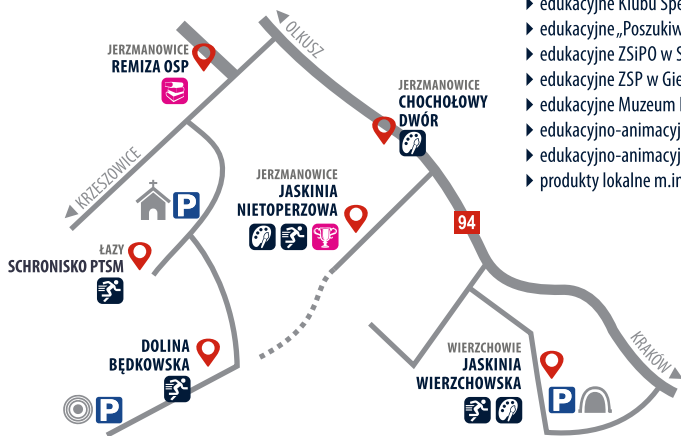 OLKUSZ
JERZMANOWICE
REMIZA OSP
KRZESZOWICE
JERZMANOWICE
CHOCHOŁOWY
DWÓR
JERZMANOWICE
JASKINIA
NIETOPERZOWA
P
94
ŁAZY
SCHRONISKO PTSM
DOLINA
BĘDKOWSKA
P
WIERZCHOWIE
JASKINIA
WIERZCHOWSKA
P
KRAKÓW
edukacyjne Klubu Spe
edukacyjne „Poszukiw
edukacyjne ZSiPO w S
edukacyjne ZSP w Gie
edukacyjne Muzeum
edukacyjno-animacyj
edukacyjno-animacyj
produkty lokalne m.in